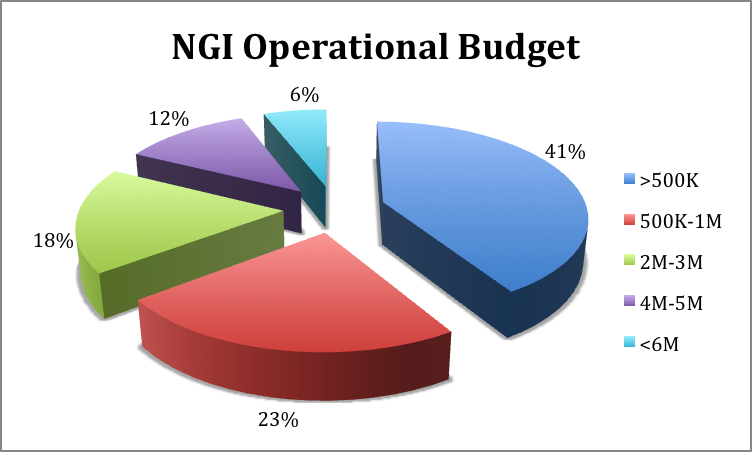 NGI Operational Budget
6%
12%
41%
18%
23%
>500K
500K-1M
2M-3M
4M-5M
<6M